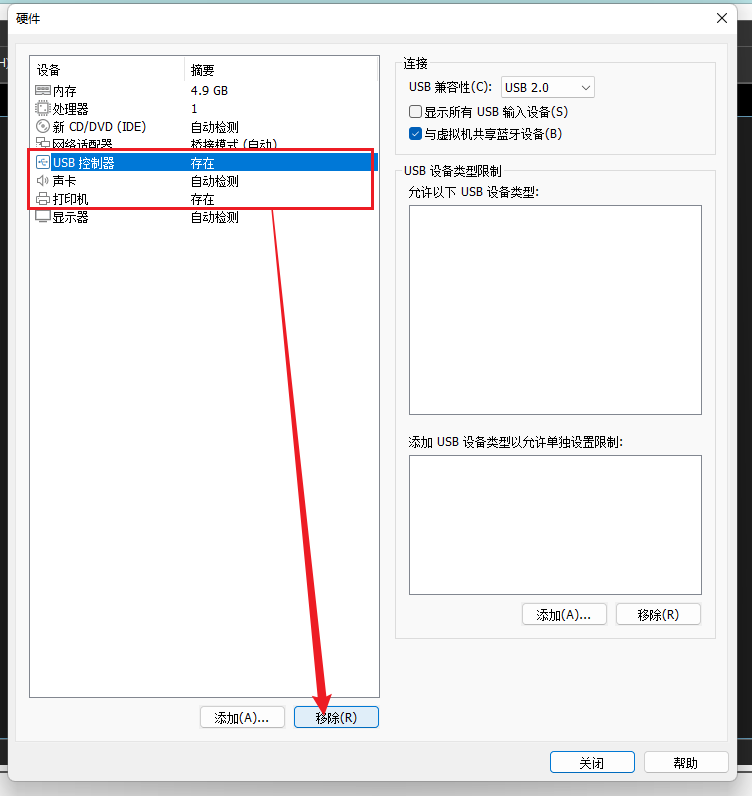 硬件
设备 摘要
内存 4.9 GB
处理器 1
新 CD/DVD (IDE) 自动检测
网络适配器 桥接模式 (自动)
USB 控制器 存在
声卡 自动检测
打印机 存在
显示器 自动检测
添加(A)... 移除(R)
连接
USB 兼容性(C): USB 2.0
显示所有 USB 输入设备(S)
与虚拟机共享蓝牙设备(B)
USB 设备类型限制
允许以下 USB 设备类型:
添加 USB 设备类型以允许单独设置限制:
添加(A)... 移除(R)
关闭 帮助